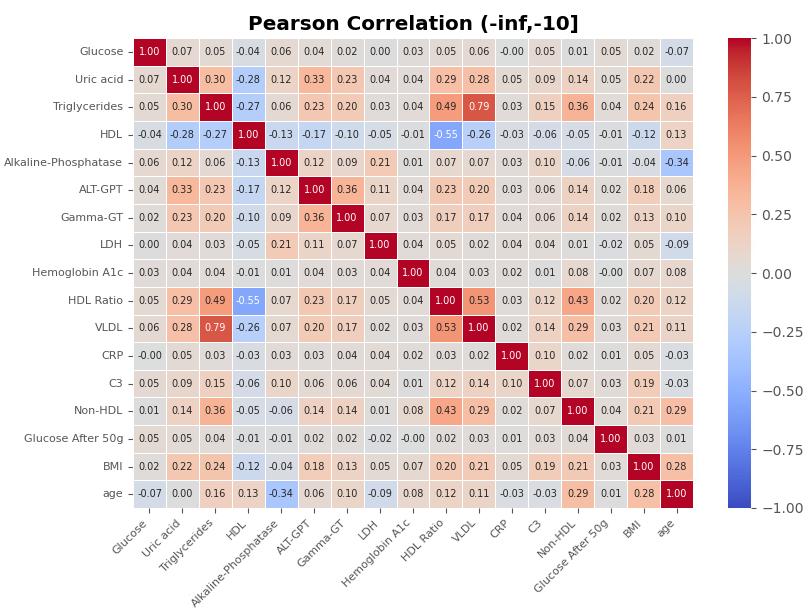 Pearson Correlation (-inf,-10]
Glucose 1.00 0.07 0.05 -0.04 0.06 0.04 0.02 0.00 0.03 0.05 0.06 -0.00 0.05 0.01 0.05 0.02 -0.07
Uric acid 0.07 1.00 0.30 -0.28 0.12 0.33 0.23 0.04 0.04 0.29 0.28 0.05 0.09 0.14 0.05 0.22 0.00
Triglycerides 0.05 0.30 1.00 -0.27 0.06 0.23 0.20 0.03 0.04 0.49 0.79 0.03 0.15 0.36 0.04 0.24 0.16
HDL -0.04 -0.28 -0.27 1.00 -0.13 -0.17 -0.10 -0.05 -0.01 -0.55 -0.26 -0.03 -0.06 -0.05 -0.01 -0.12 0.13
Alkaline-Phosphatase 0.06 0.12 0.06 -0.13 1.00 0.12 0.09 0.21 0.01 0.07 0.07 0.03 0.10 -0.06 -0.01 -0.04 -0.34
ALT-GPT 0.04 0.33 0.23 -0.17 0.12 1.00 0.36 0.11 0.04 0.23 0.20 0.03 0.06 0.14 0.02 0.18 0.06
Gamma-GT 0.02 0.23 0.20 -0.10 0.09 0.36 1.00 0.07 0.03 0.17 0.17 0.04 0.06 0.14 0.02 0.13 0.10
LDH 0.00 0.04 0.03 -0.05 0.21 0.11 0.07 1.00 0.04 0.05 0.02 0.04 0.04 0.01 -0.02 0.05 -0.09
Hemoglobin A1c 0.03 0.04 0.04 -0.01 0.01 0.04 0.03 0.04 1.00 0.04 0.03 0.02 0.01 0.08 -0.00 0.07 0.08
HDL Ratio 0.05 0.29 0.49 -0.55 0.07 0.23 0.17 0.05 0.04 1.00 0.53 0.03 0.12 0.43 0.02 0.20 0.12
VLDL 0.06 0.28 0.79 -0.26 0.07 0.20 0.17 0.02 0.03 0.53 1.00 0.02 0.14 0.29 0.03 0.21 0.11
CRP -0.00 0.05 0.03 -0.03 0.03 0.03 0.04 0.04 0.02 0.03 0.02 1.00 0.10 0.02 0.01 0.05 -0.03
C3 0.05 0.09 0.15 -0.06 0.10 0.06 0.06 0.04 0.01 0.12 0.14 0.10 1.00 0.07 0.03 0.19 -0.03
Non-HDL 0.01 0.14 0.36 -0.05 -0.06 0.14 0.14 0.01 0.08 0.43 0.29 0.02 0.07 1.00 0.04 0.21 0.29
Glucose After 50g 0.05 0.05 0.04 -0.01 -0.01 0.02 0.02 -0.02 -0.00 0.02 0.03 0.01 0.03 0.04 1.00 0.03 0.01
BMI 0.02 0.22 0.24 -0.12 -0.04 0.18 0.13 0.05 0.07 0.20 0.21 0.05 0.19 0.21 0.03 1.00 0.28
age -0.07 0.00 0.16 0.13 -0.34 0.06 0.10 -0.09 0.08 0.12 0.11 -0.03 -0.03 0.29 0.01 0.28 1.00
Glucose
Uric acid
Triglycerides
HDL
Alkaline-Phosphatase
ALT-GPT
Gamma-GT
LDH
Hemoglobin A1c
HDL Ratio
VLDL
CRP
C3
Non-HDL
Glucose After 50g
BMI
age
1.00
0.75
0.50
0.25
0.00
−0.25
−0.50
−0.75
−1.00